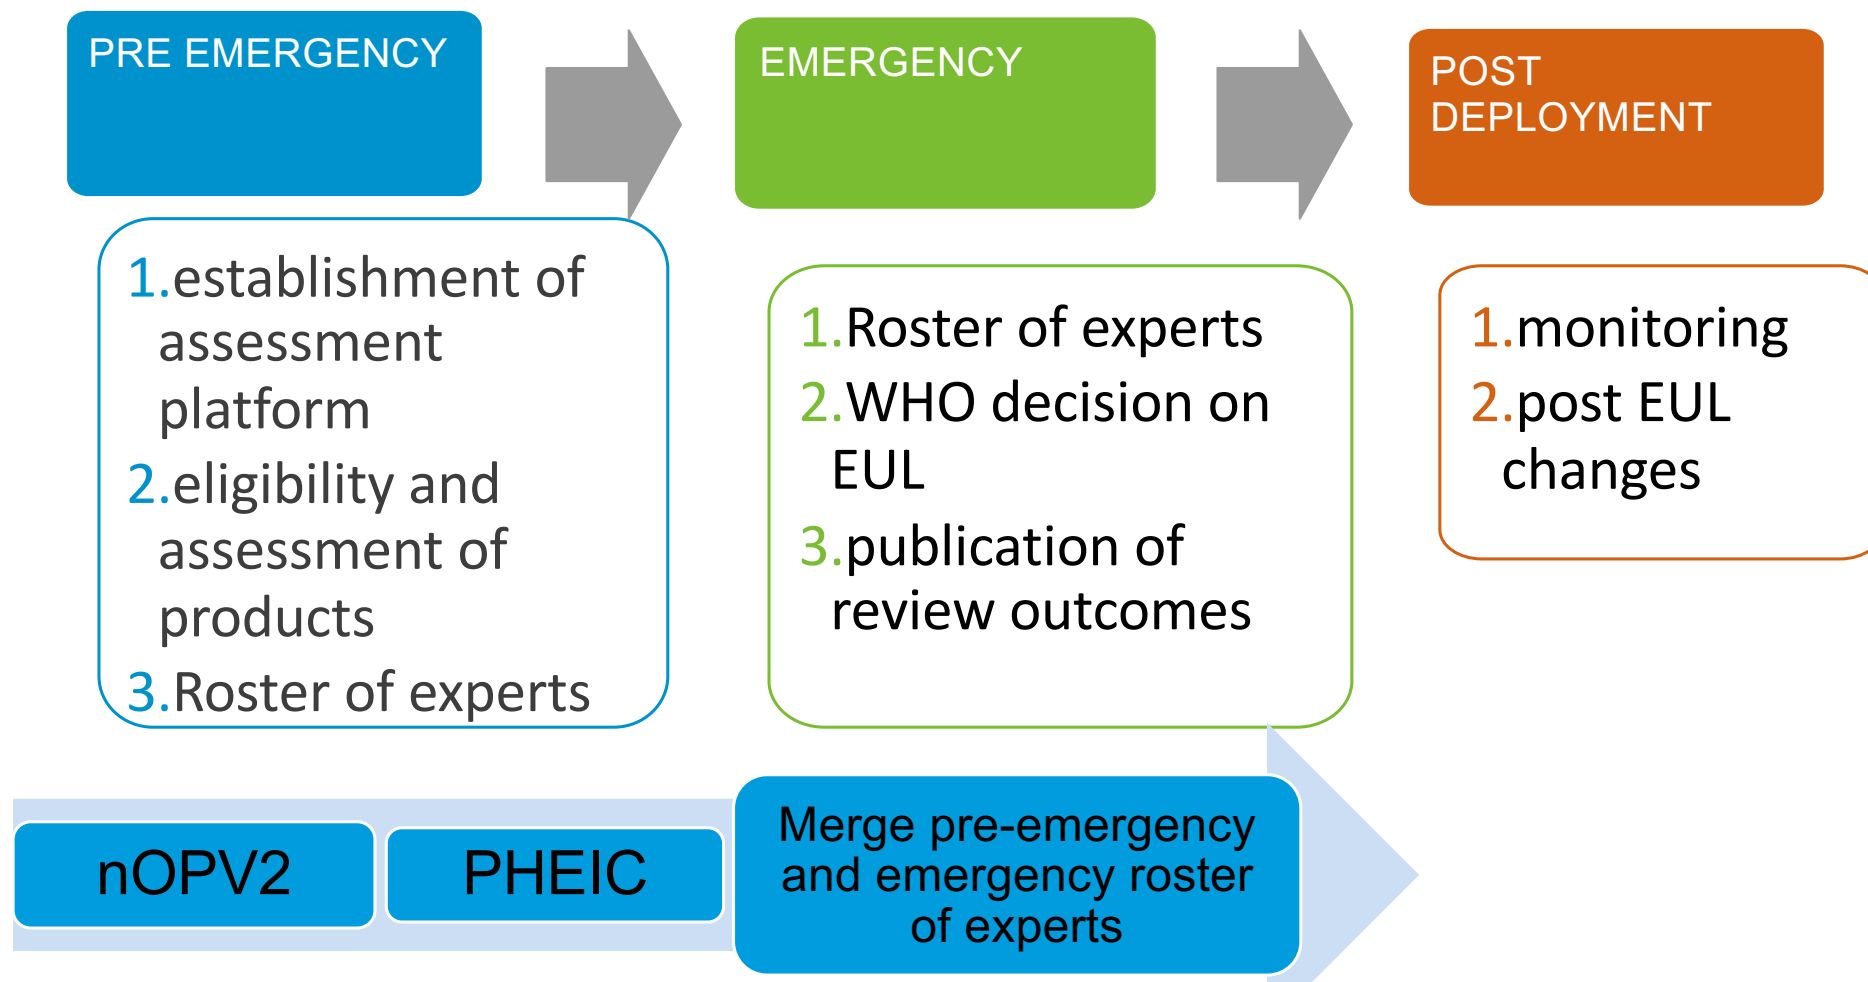 PRE EMERGENCY
1.establishment of
assessment
platform
2.eligibility and
assessment of
products
3.Roster of experts
EMERGENCY
1.Roster of experts
2.WHO decision on
EUL
3.publication of
review outcomes
POST
DEPLOYMENT
1.monitoring
2.post EUL
changes
nOPV2
PHEIC
Merge pre-emergency
and emergency roster
of experts